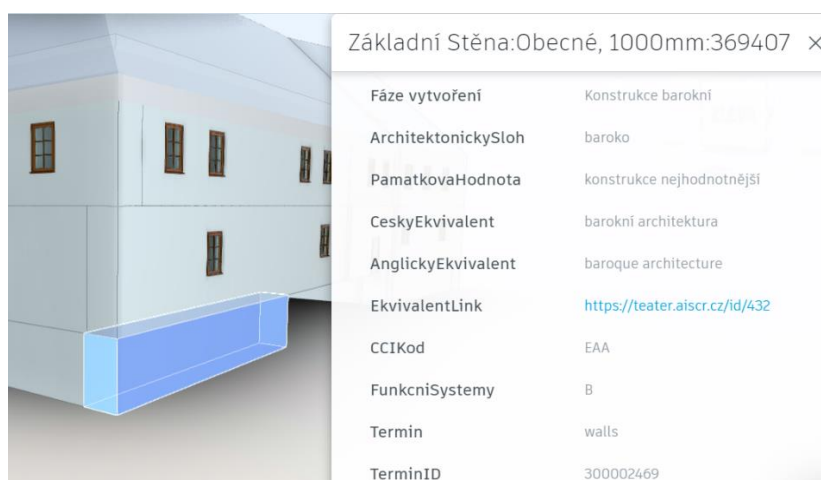 Základní Stěna:Obecné, 1000mm:369407 ×
Fáze vytvoření Konstrukce barokní
ArchitektonickySloh baroko
PamatkovaHodnota konstrukce nejhodnotnější
CeskyEkvivalent barokní architektura
AnglickyEkvivalent baroque architecture
EkvivalentLink https://teater.aiscr.cz/id/432
CCIKod EAA
FunkcniSystemy B
Termin walls
TerminID 300002469